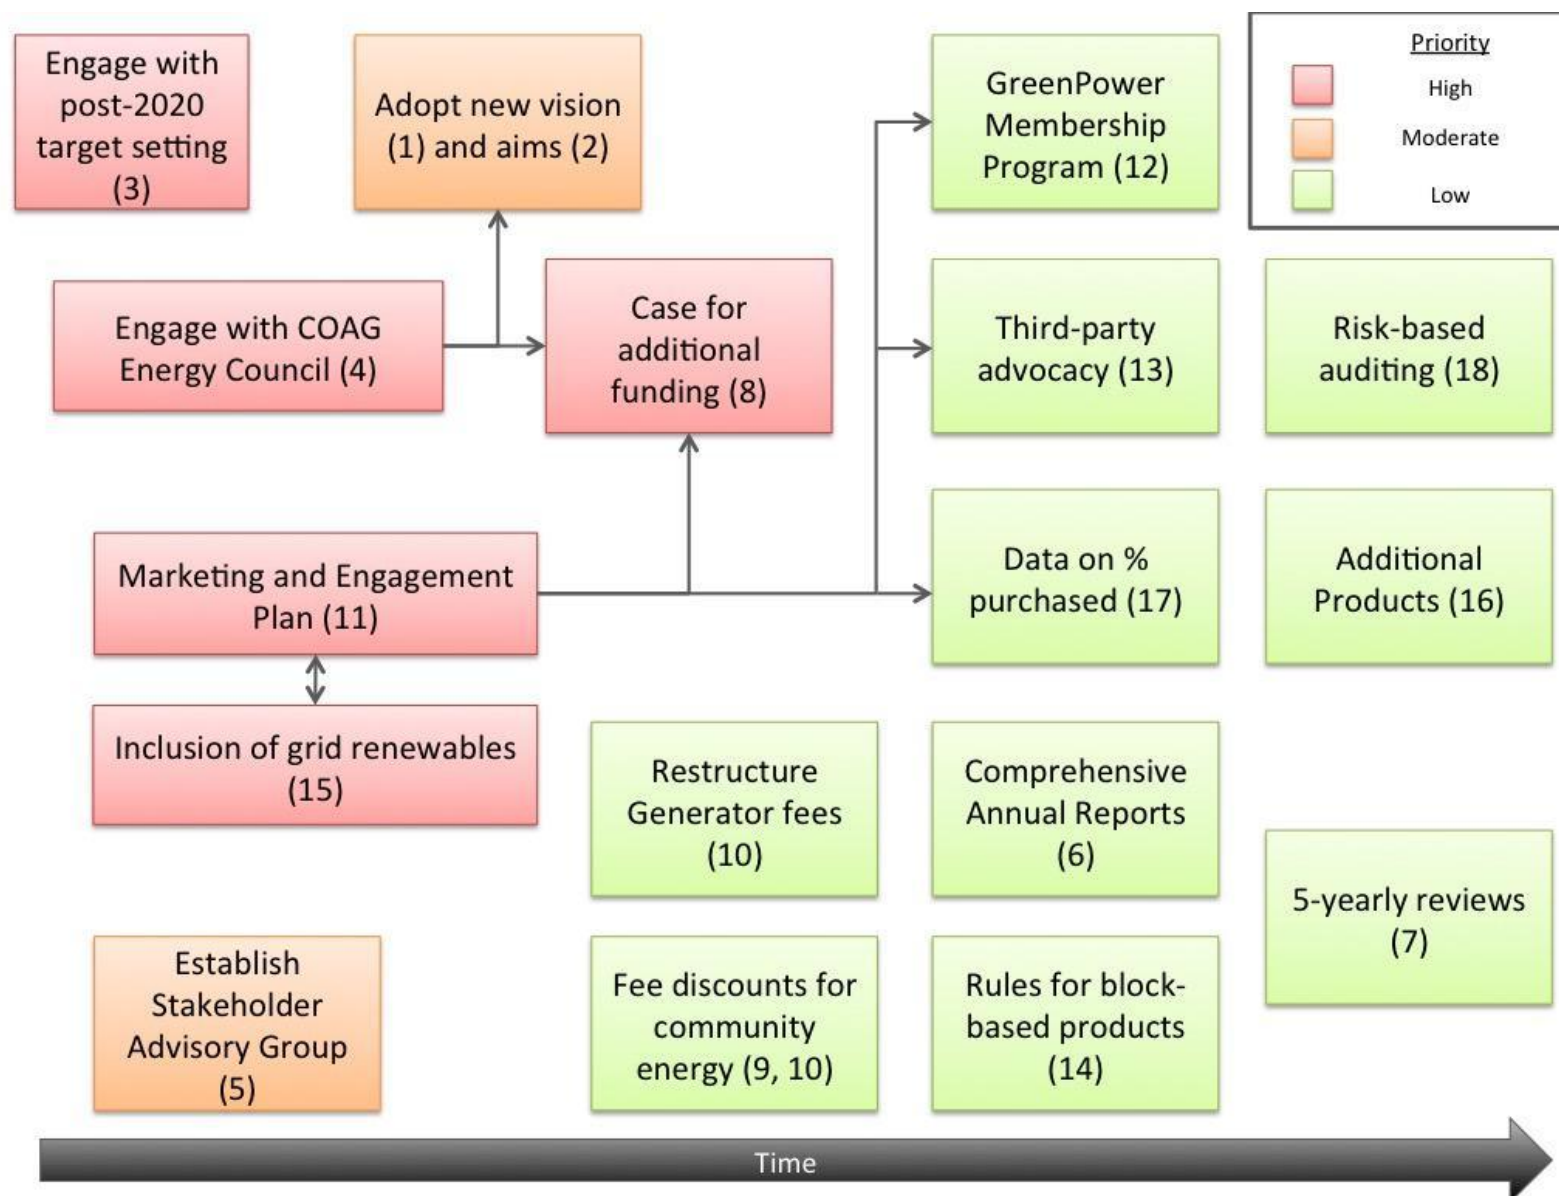 Engage with
post-2020
target setting
(3)
Adopt new vision
(1) and aims (2)
GreenPower
Membership
Program (12)
Priority
High
Moderate
Low
Engage with COAG
Energy Council (4)
Case for
additional
funding (8)
Third-party
advocacy (13)
Risk-based
auditing (18)
Marketing and Engagement
Plan (11)
Data on %
purchased (17)
Additional
Products (16)
Inclusion of grid renewables
(15)
Restructure
Generator fees
(10)
Comprehensive
Annual Reports
(6)
5-yearly reviews
(7)
Establish
Stakeholder
Advisory Group
(5)
Fee discounts for
community
energy (9, 10)
Rules for block-
based products
(14)
Time